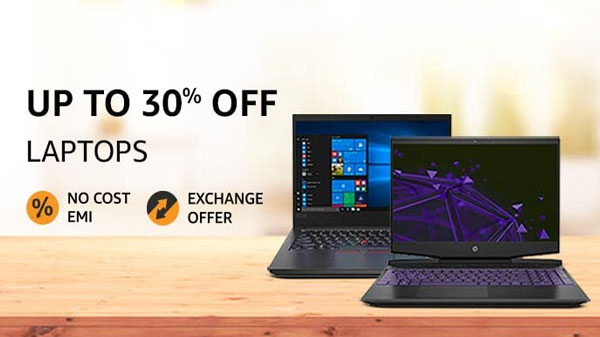 UP TO 30% OFF
LAPTOPS
NO COST
EMI
EXCHANGE
OFFER